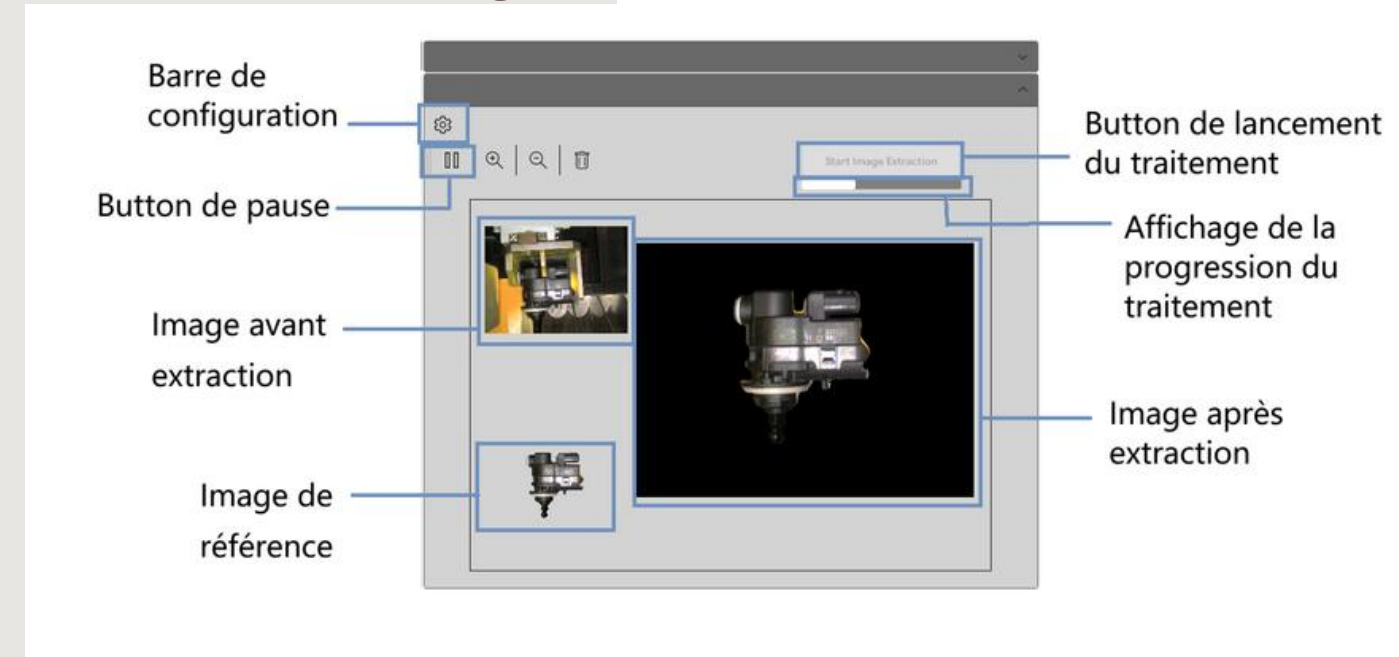 Barre de
configuration
Button de pause
Image avant
extraction
Image de
référence
Start Image Extraction
Button de lancement
du traitement
Affichage de la
progression du
traitement
Image après
extraction